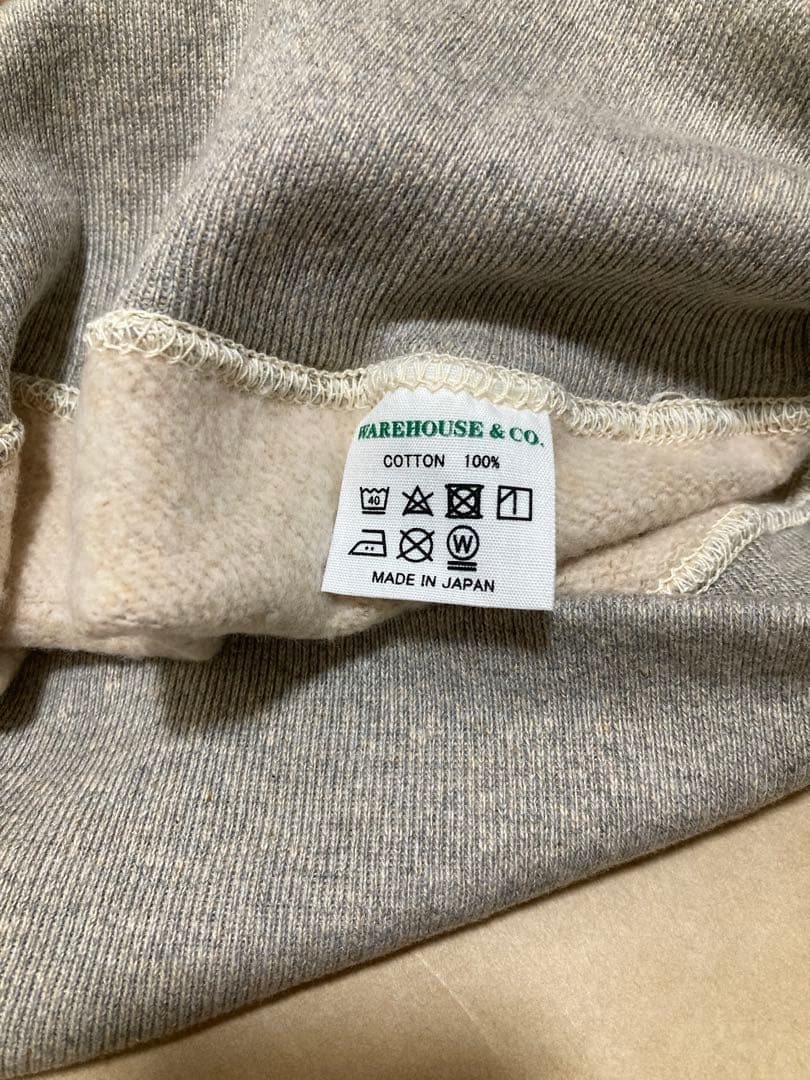 WAREHOUSE & CO.
COTTON 100%
40
W
MADE IN JAPAN